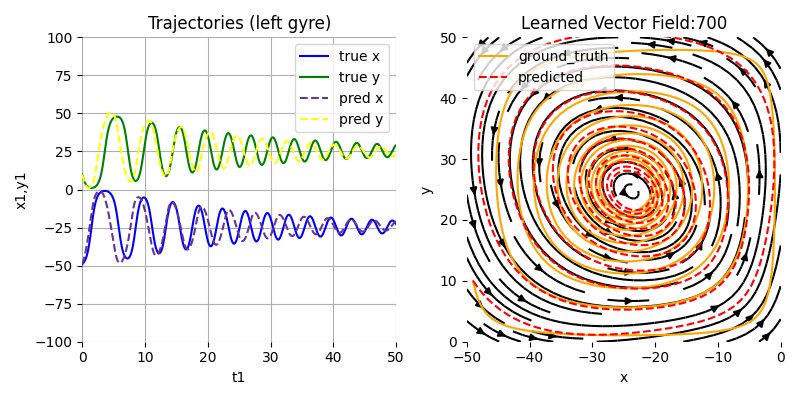 Trajectories (left gyre)
100
75
50
25
0
−25
−50
−75
−100
x1,y1
0
10
20
30
40
50
t1
true x
true y
pred x
pred y
Learned Vector Field:700
50
40
30
20
10
0
y
−50
−40
−30
−20
−10
0
x
ground_truth
predicted